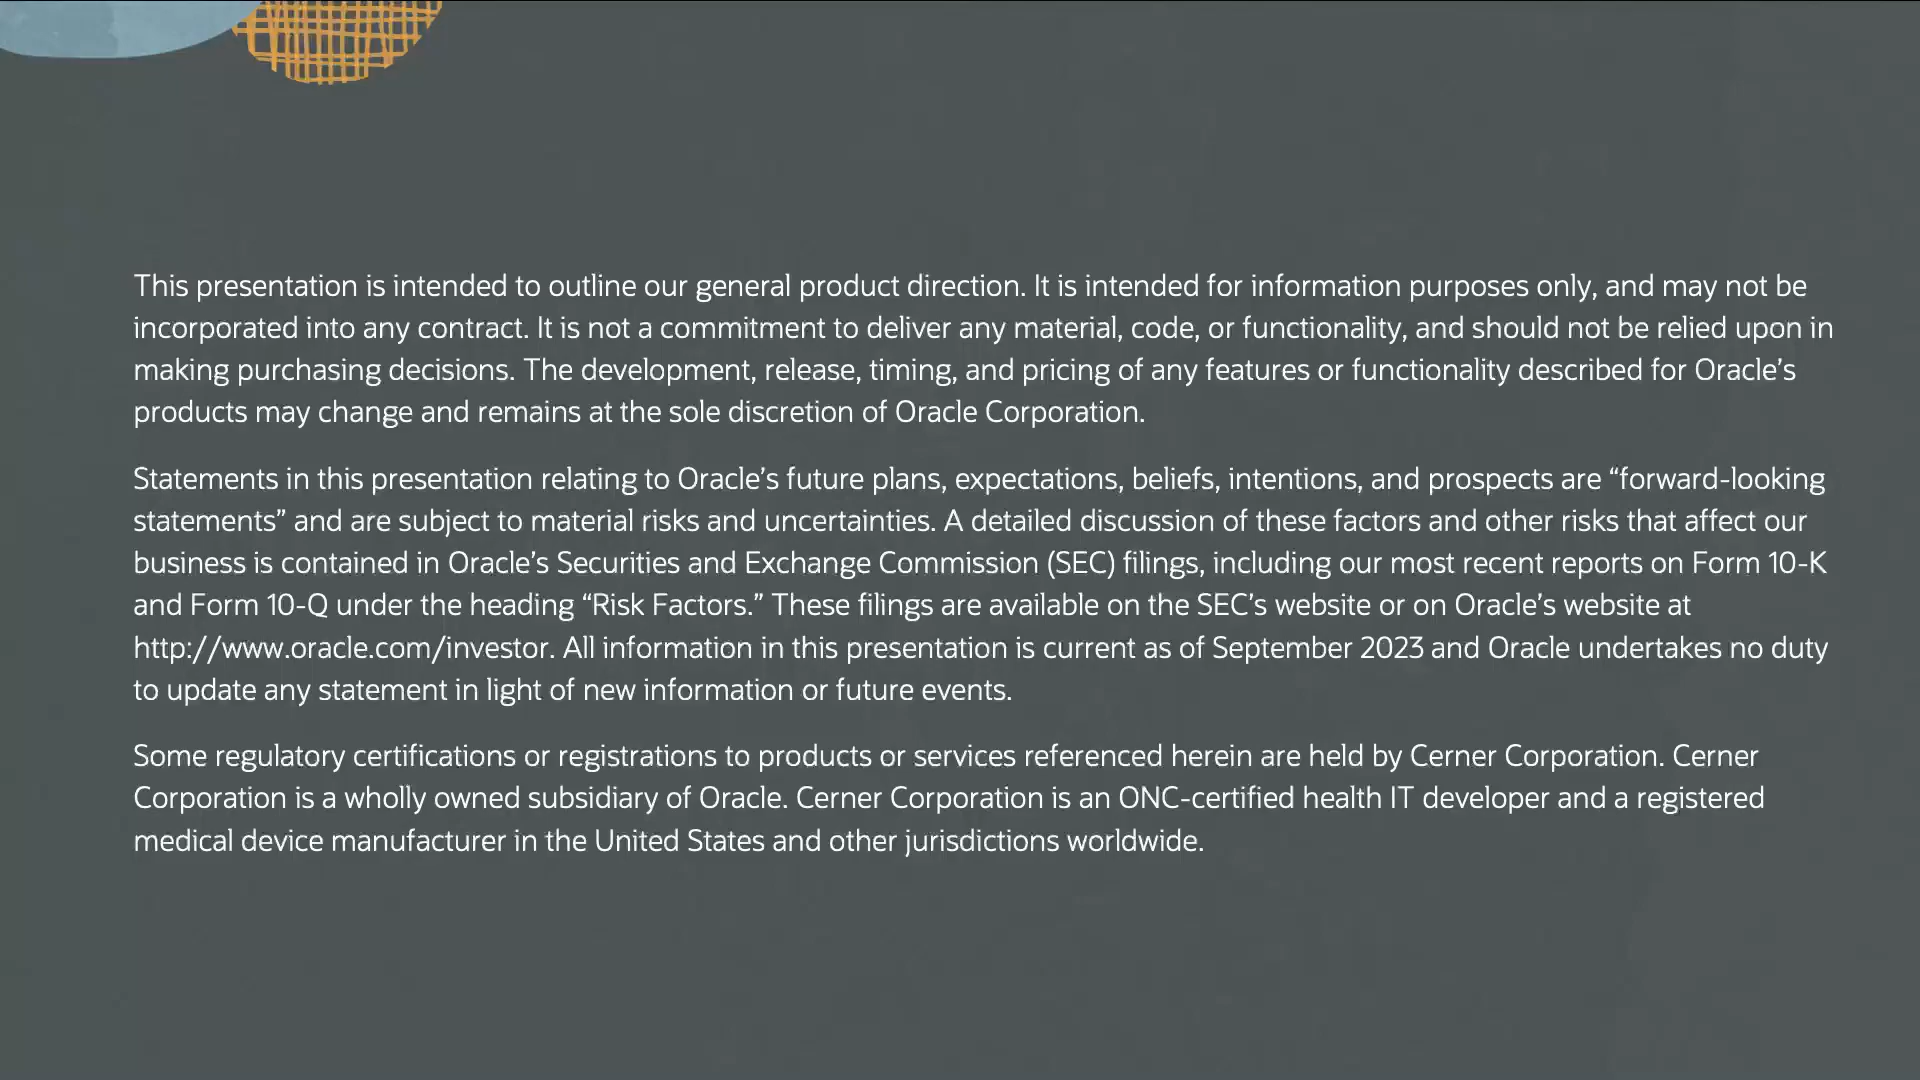 This presentation is intended to outline our general product direction. It is intended for information purposes only, and may not be
incorporated into any contract. It is not a commitment to deliver any material, code, or functionality, and should not be relied upon in
making purchasing decisions. The development, release, timing, and pricing of any features or functionality described for Oracle’s
products may change and remains at the sole discretion of Oracle Corporation.
Statements in this presentation relating to Oracle’s future plans, expectations, beliefs, intentions, and prospects are “forward-looking
statements” and are subject to material risks and uncertainties. A detailed discussion of these factors and other risks that affect our
business is contained in Oracle’s Securities and Exchange Commission (SEC) filings, including our most recent reports on Form 10-K
and Form 10-Q under the heading “Risk Factors.” These filings are available on the SEC’s website or on Oracle’s website at
http://www.oracle.com/investor. All information in this presentation is current as of September 2023 and Oracle undertakes no duty
to update any statement in light of new information or future events.
Some regulatory certifications or registrations to products or services referenced herein are held by Cerner Corporation. Cerner
Corporation is a wholly owned subsidiary of Oracle. Cerner Corporation is an ONC-certified health IT developer and a registered
medical device manufacturer in the United States and other jurisdictions worldwide.